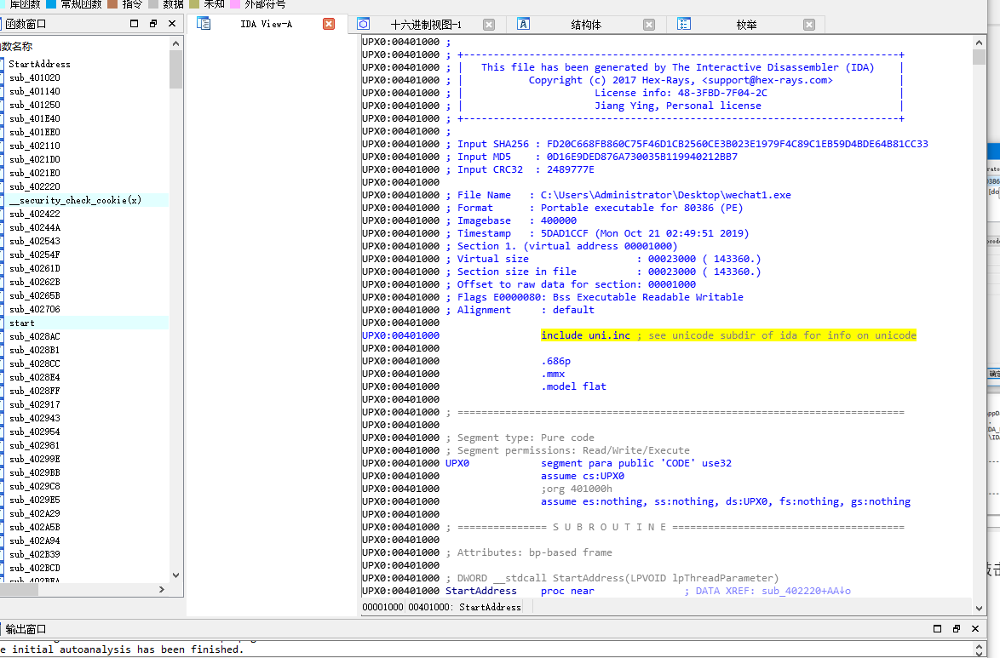 库函数 常规函数 指令 数据 未知 外部符号
函数窗口
IDA View-A
十六进制视图-1
结构体
枚举
数名称
StartAddress
sub_401020
sub_401140
sub_401250
sub_401E40
sub_401EE0
sub_402110
sub_4021D0
sub_4021E0
sub_402220
__security_check_cookie(x)
sub_402422
sub_40244A
sub_402543
sub_40254F
sub_40261D
sub_40262B
sub_40265B
sub_402706
start
sub_4028AC
sub_4028B1
sub_4028CC
sub_4028E4
sub_4028FF
sub_402917
sub_402943
sub_402954
sub_402981
sub_40299E
sub_4029BB
sub_4029C8
sub_4029E5
sub_402A29
sub_402A5B
sub_402A94
sub_402B39
sub_402BCD
sub_402BEA
UPX0:00401000 ;
UPX0:00401000 ; +-------------------------------------------------------------------------+
UPX0:00401000 ; | This file has been generated by The Interactive Disassembler (IDA) |
UPX0:00401000 ; | Copyright (c) 2017 Hex-Rays, <support@hex-rays.com> |
UPX0:00401000 ; | License info: 48-3FBD-7F04-2C |
UPX0:00401000 ; | Jiang Ying, Personal license |
UPX0:00401000 ; +-------------------------------------------------------------------------+
UPX0:00401000 ;
UPX0:00401000 ; Input SHA256 : FD20C668FB860C75F46D1CB2560CE3B023E1979F4C89C1EB59D4BDE64B81CC33
UPX0:00401000 ; Input MD5 : 0D16E9DED876A730035B119940212BB7
UPX0:00401000 ; Input CRC32 : 2489777E
UPX0:00401000
UPX0:00401000 ; File Name : C:\Users\Administrator\Desktop\wechat1.exe
UPX0:00401000 ; Format : Portable executable for 80386 (PE)
UPX0:00401000 ; Imagebase : 400000
UPX0:00401000 ; Timestamp : 5DAD1CCF (Mon Oct 21 02:49:51 2019)
UPX0:00401000 ; Section 1. (virtual address 00001000)
UPX0:00401000 ; Virtual size : 00023000 ( 143360.)
UPX0:00401000 ; Section size in file : 00023000 ( 143360.)
UPX0:00401000 ; Offset to raw data for section: 00001000
UPX0:00401000 ; Flags E0000080: Bss Executable Readable Writable
UPX0:00401000 ; Alignment : default
UPX0:00401000
UPX0:00401000 include uni.inc ; see unicode subdir of ida for info on unicode
UPX0:00401000
UPX0:00401000 .686p
UPX0:00401000 .mmx
UPX0:00401000 .model flat
UPX0:00401000
UPX0:00401000 ; ===========================================================================
UPX0:00401000
UPX0:00401000 ; Segment type: Pure code
UPX0:00401000 ; Segment permissions: Read/Write/Execute
UPX0:00401000 UPX0 segment para public 'CODE' use32
UPX0:00401000 assume cs:UPX0
UPX0:00401000 ;org 401000h
UPX0:00401000 assume es:nothing, ss:nothing, ds:UPX0, fs:nothing, gs:nothing
UPX0:00401000
UPX0:00401000 ; =============== S U B R O U T I N E =======================================
UPX0:00401000
UPX0:00401000 ; Attributes: bp-based frame
UPX0:00401000
UPX0:00401000 ; DWORD __stdcall StartAddress(LPVOID lpThreadParameter)
UPX0:00401000 StartAddress proc near ; DATA XREF: sub_402220+AA↓o
00001000 00401000: StartAddress
输出窗口
e initial autoanalysis has been finished.